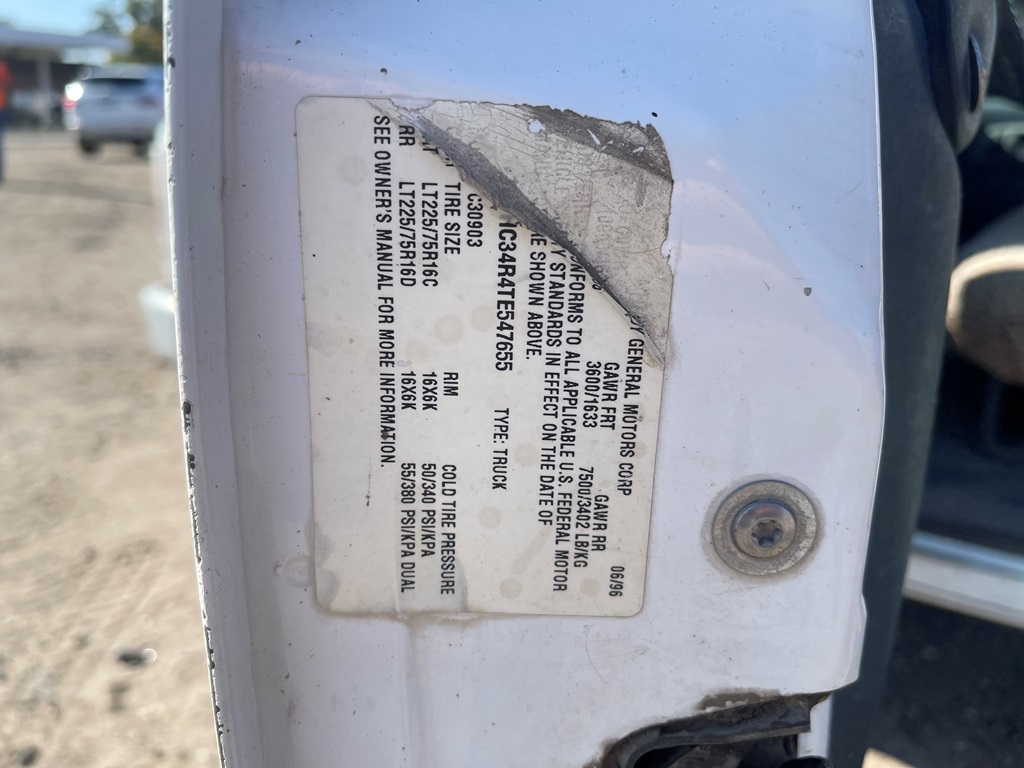 GENERAL MOTORS CORP 06/96
GAWR FRT GAWR RR
3600/1633 7500/3402 LB/KG
TO ALL APPLICABLE U.S. FEDERAL MOTOR
STANDARDS IN EFFECT ON THE DATE OF
SHOWN ABOVE.
1C34R4TE547655 TYPE: TRUCK
C30903
TIRE SIZE RIM COLD TIRE PRESSURE
LT225/75R16C 16X6K 50/340 PSI/KPA
RR LT225/75R16D 16X6K 55/380 PSI/KPA DUAL
SEE OWNER'S MANUAL FOR MORE INFORMATION.